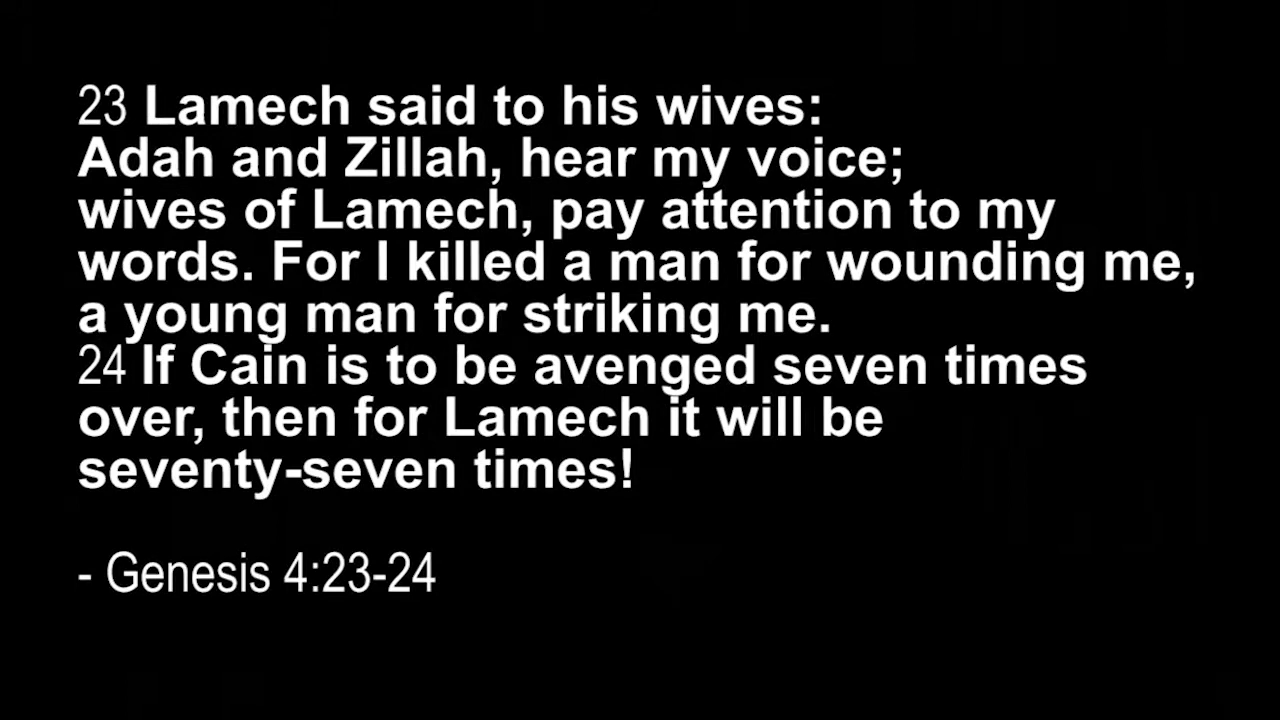 23 Lamech said to his wives:
Adah and Zillah, hear my voice;
wives of Lamech, pay attention to my
words. For I killed a man for wounding me,
a young man for striking me.
24 If Cain is to be avenged seven times
over, then for Lamech it will be
seventy-seven times!
- Genesis 4:23-24